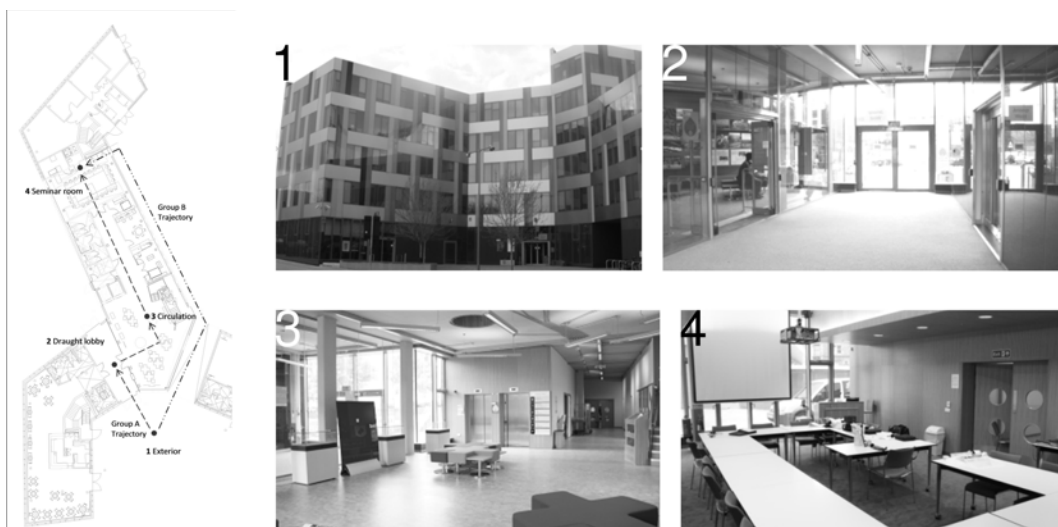 4 Seminar room
Group B
Trajectory
3 Circulation
2 Draught lobby
Group A
Trajectory
1 Exterior
1
2
3
4